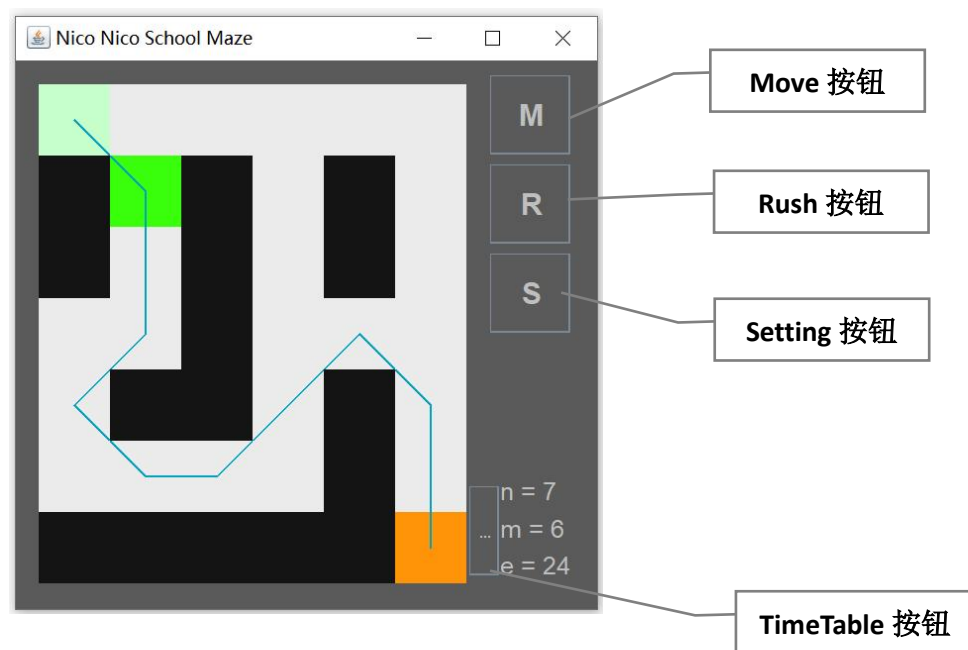 Nico Nico School Maze
M
Move 按钮
R
Rush 按钮
S
Setting 按钮
n = 7
... m = 6
e = 24
TimeTable 按钮